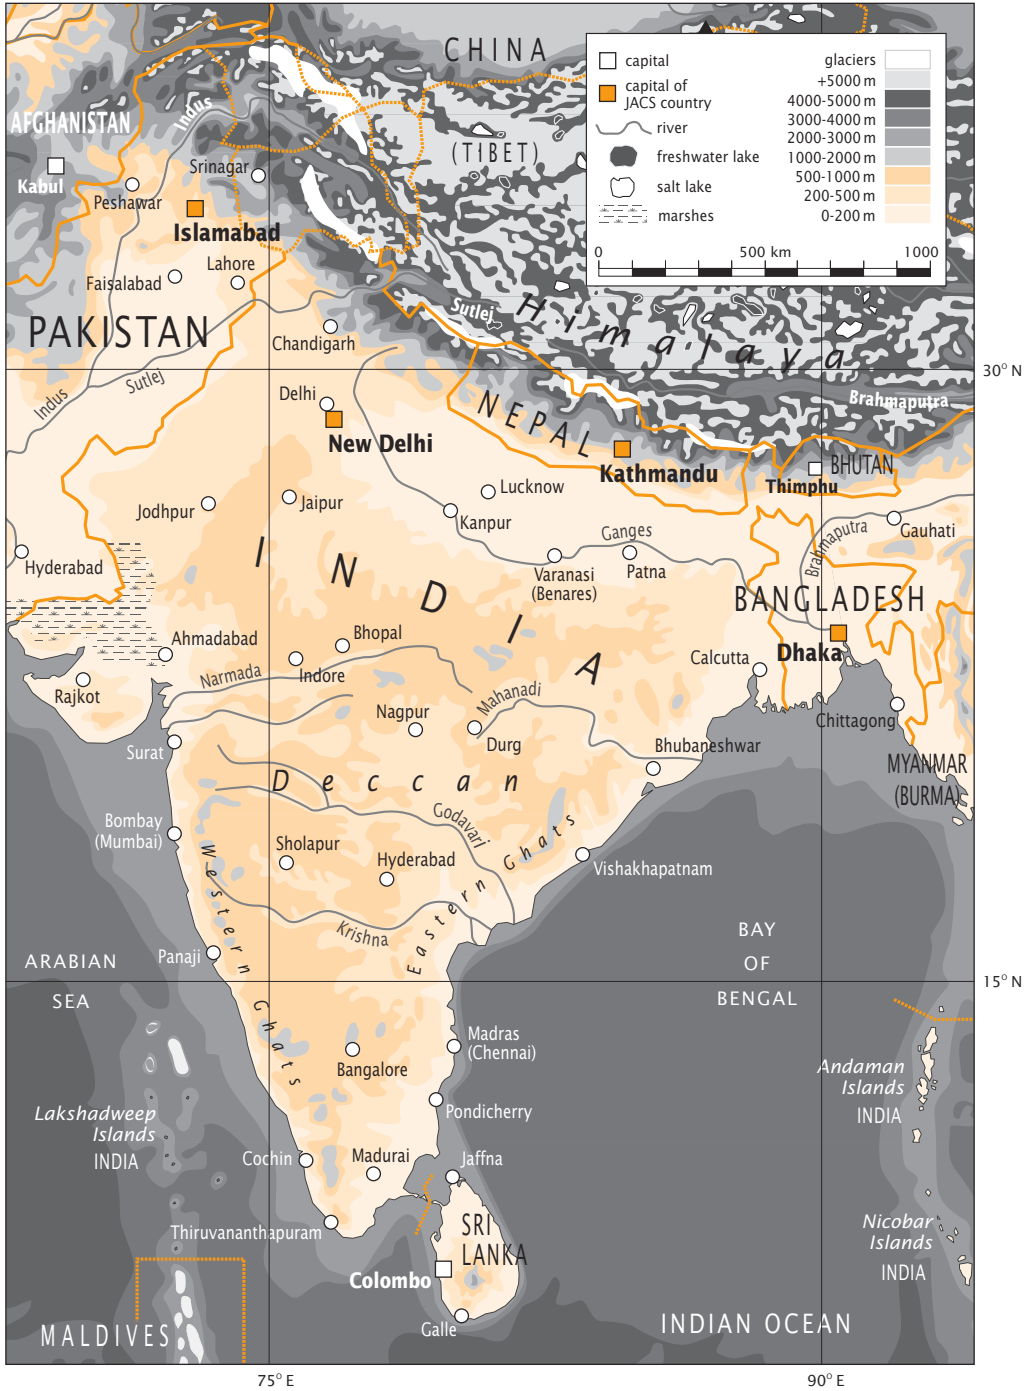 CHINA
(TIBET)
AFGHANISTAN
Indus
Kabul
Peshawar
Srinagar
Islamabad
Faisalabad
Lahore
PAKISTAN
Chandigarh
Sutlej
Himalaya
Indus
Sutlej
Delhi
New Delhi
NEPAL
Kathmandu
Brahmaputra
BHUTAN
Thimphu
Jodhpur
Jaipur
Lucknow
Kanpur
Ganges
Varanasi
(Benares)
Patna
Brahmaputra
Gauhati
Hyderabad
INDIA
BANGLADESH
Dhaka
Ahmadabad
Bhopal
Indore
Narmada
Rajkot
Calcutta
Chittagong
Nagpur
Mahanadi
Durg
Bhubaneshwar
MYANMAR
(BURMA)
Surat
Deccan
Bombay
(Mumbai)
Godavari
Sholapur
Hyderabad
Eastern Ghats
Vishakhapatnam
Western Ghats
Krishna
Panaji
ARABIAN
SEA
BAY
OF
BENGAL
Madras
(Chennai)
Bangalore
Pondicherry
Andaman
Islands
INDIA
Lakshadweep
Islands
INDIA
Cochin
Madurai
Jaffna
Thiruvananthapuram
SRI
LANKA
Colombo
Galle
Nicobar
Islands
INDIA
MALDIVES
INDIAN OCEAN
capital
capital of
JACS country
river
freshwater lake
salt lake
marshes
glaciers
+5000 m
4000-5000 m
3000-4000 m
2000-3000 m
1000-2000 m
500-1000 m
200-500 m
0-200 m
0 500 km 1000
30° N
15° N
75° E
90° E